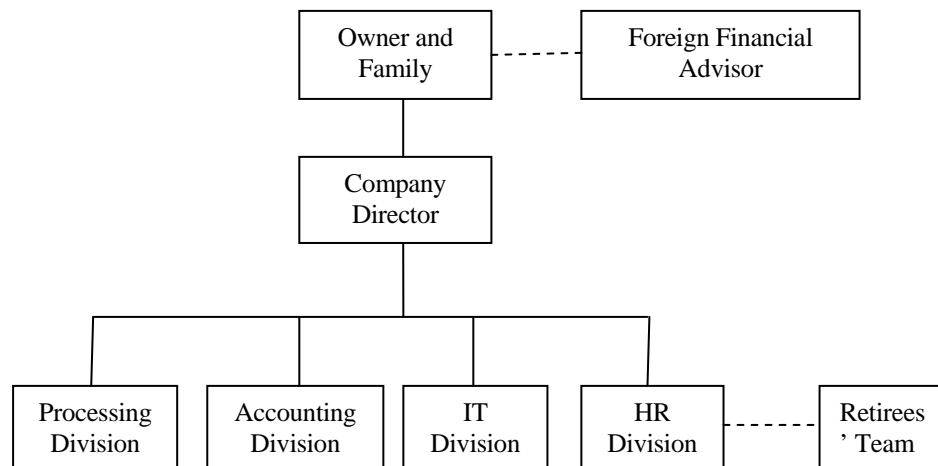 Owner and
Family
Foreign Financial
Advisor
Company
Director
Processing
Division
Accounting
Division
IT
Division
HR
Division
Retirees
’ Team